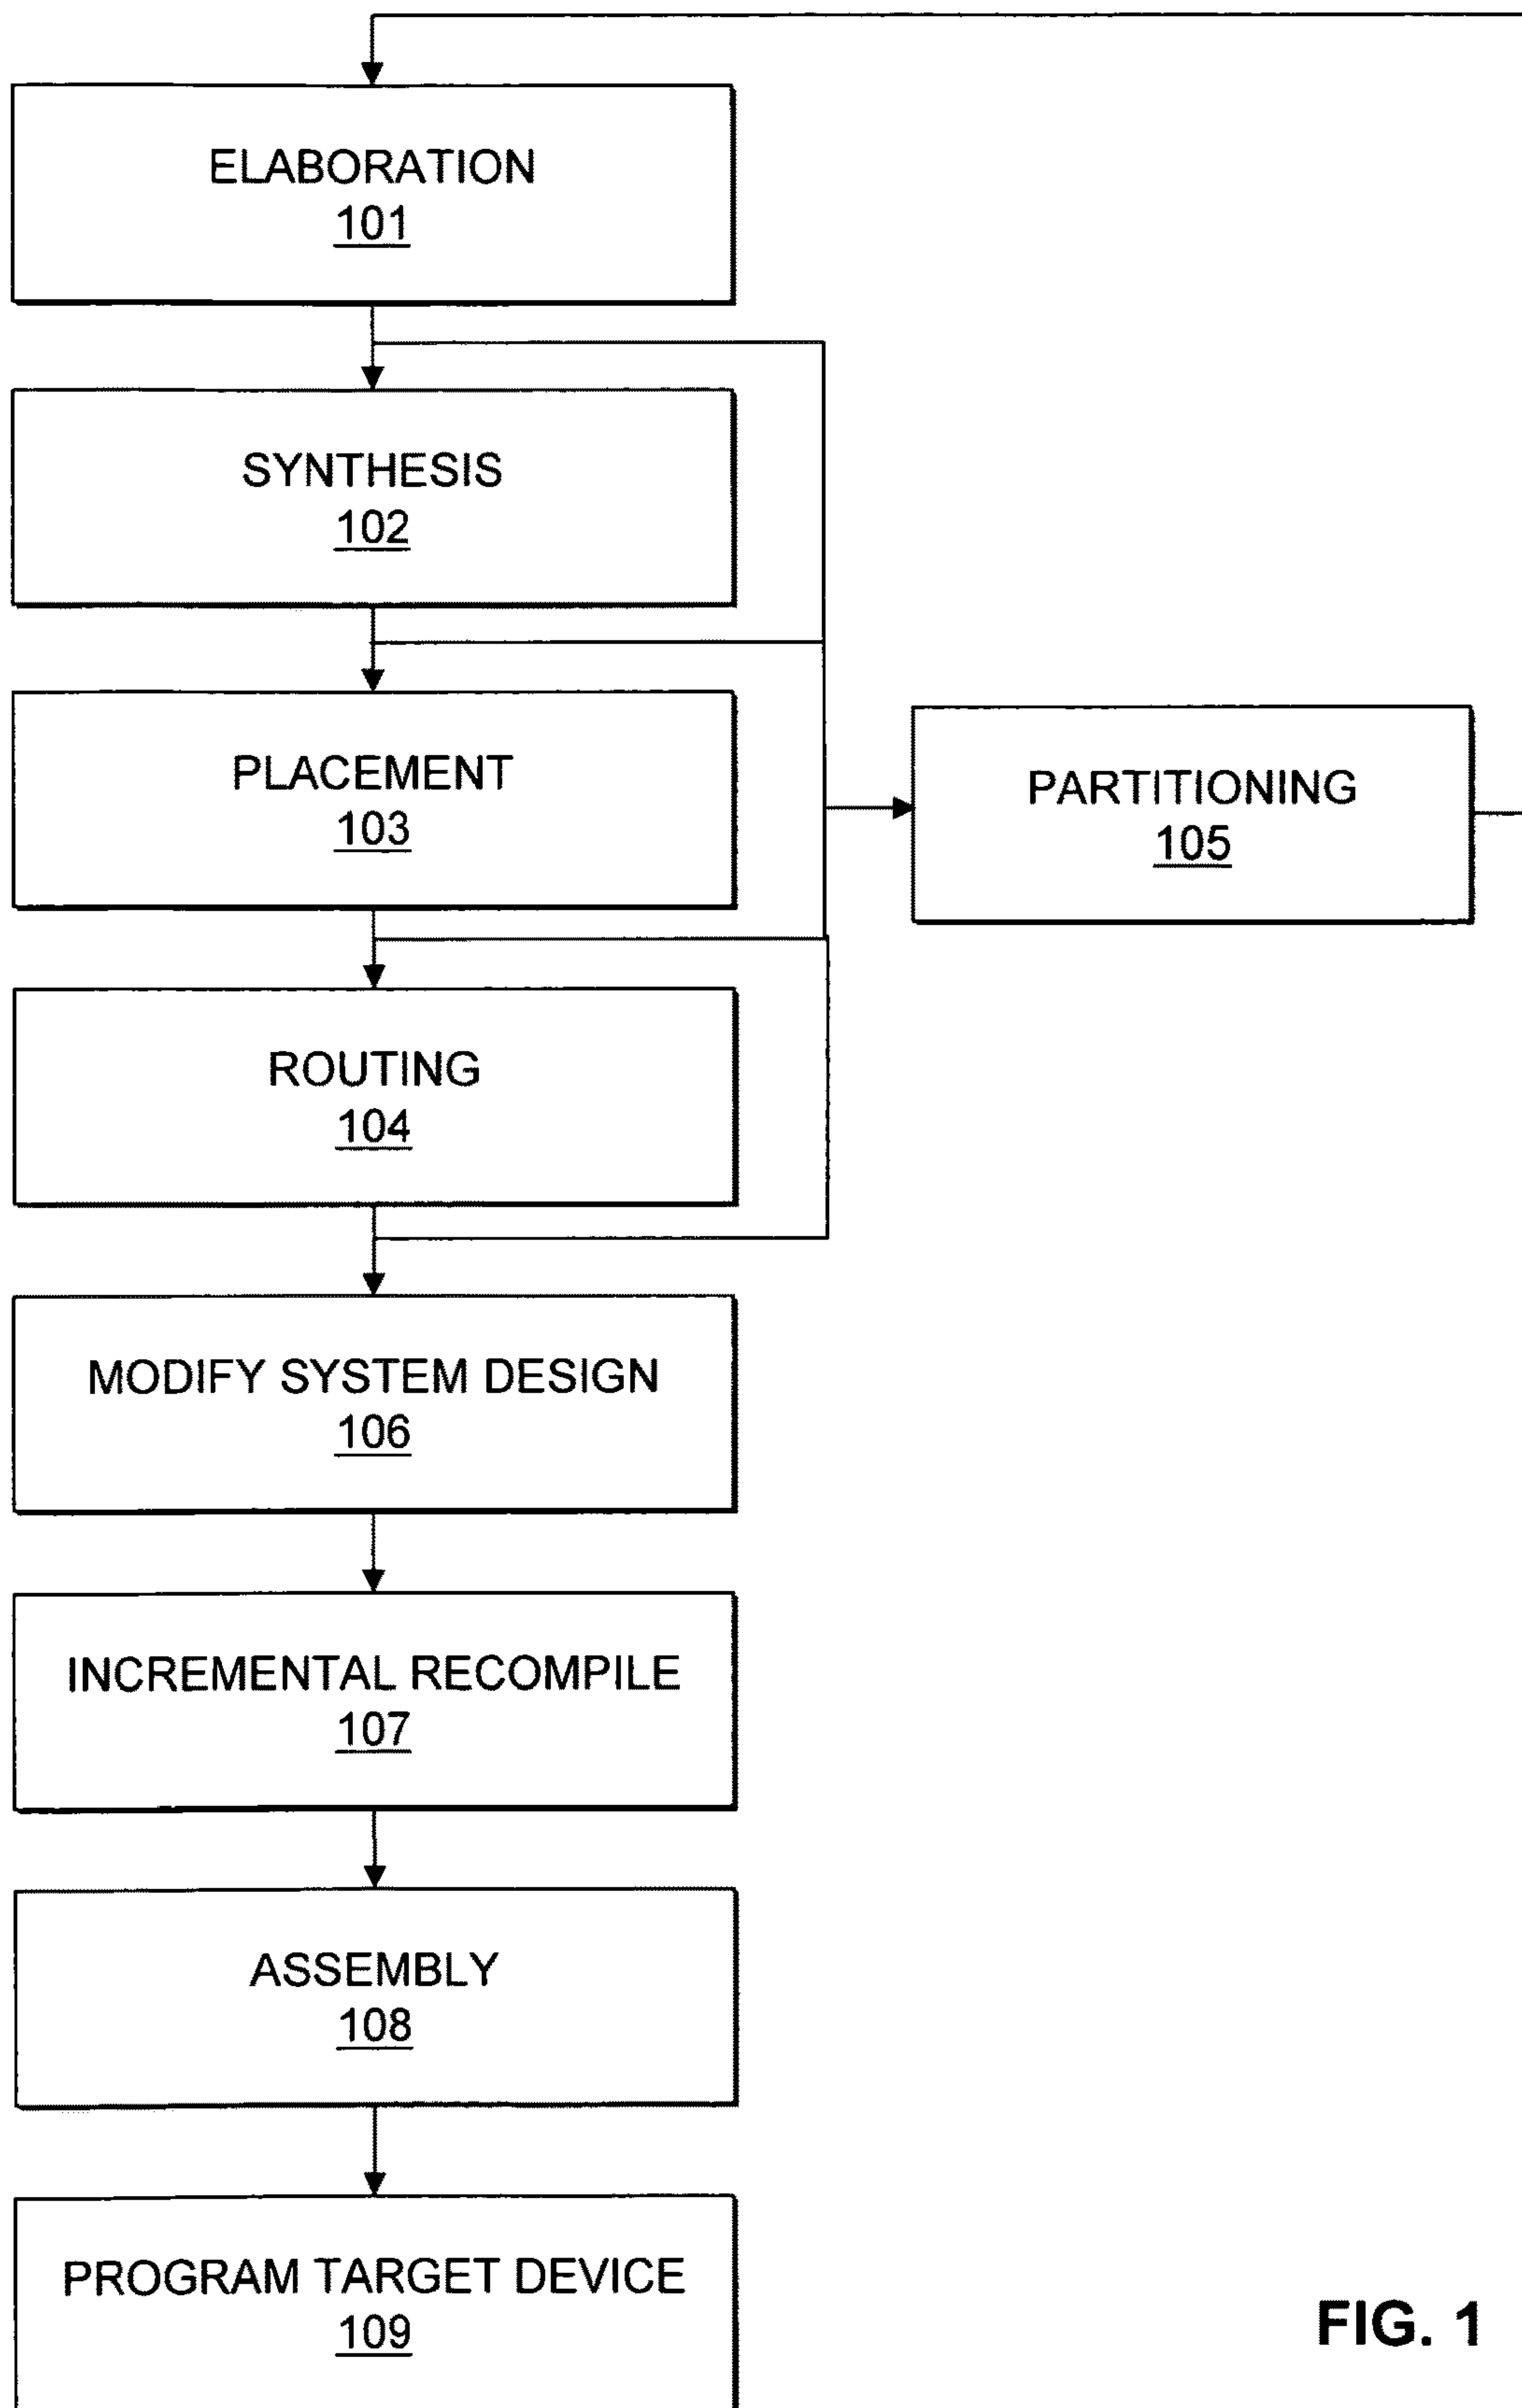 ELABORATION
101
SYNTHESIS
102
PLACEMENT
103
PARTITIONING
105
ROUTING
104
MODIFY SYSTEM DESIGN
106
INCREMENTAL RECOMPILE
107
ASSEMBLY
108
PROGRAM TARGET DEVICE
109
FIG. 1